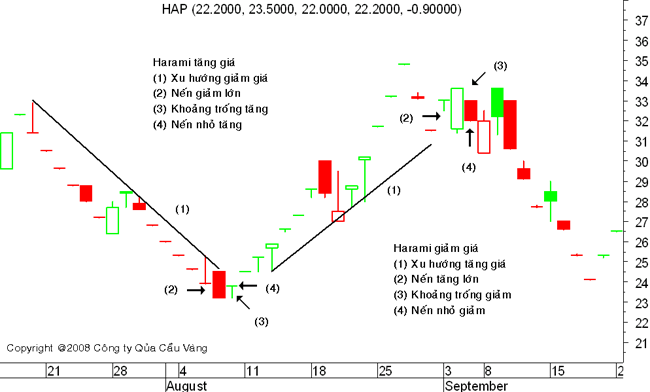 HAP (22.2000, 23.5000, 22.0000, 22.2000, -0.90000)
37
36
35
34
33
32
31
30
29
28
27
26
25
24
23
22
21
Harami tăng giá
(1) Xu hướng giảm giá
(2) Nến giảm lớn
(3) Khoảng trống tăng
(4) Nến nhỏ tăng
(3)
(2)
(4)
(1)
(1)
(2)
(4)
(3)
Harami giảm giá
(1) Xu hướng tăng giá
(2) Nến tăng lớn
(3) Khoảng trống giảm
(4) Nến nhỏ giảm
Copyright @2008 Công ty Qủa Cầu Vàng
21 28 4 11 18 25 3 8 15 2
August September